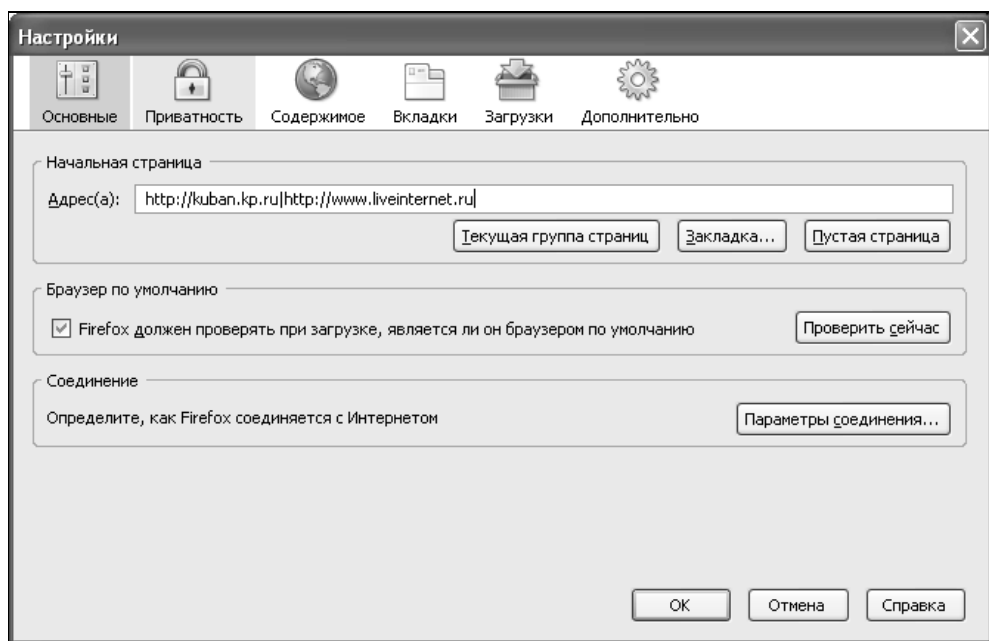 Настройки
Основные Приватность Содержимое Вкладки Загрузки Дополнительно
Начальная страница
Адрес(а): http://kuban.kp.ru|http://www.liveinternet.ru
Текущая группа страниц Закладка... Пустая страница
Браузер по умолчанию
Firefox должен проверять при загрузке, является ли он браузером по умолчанию Проверить сейчас
Соединение
Определите, как Firefox соединяется с Интернетом Параметры соединения...
OK Отмена Справка